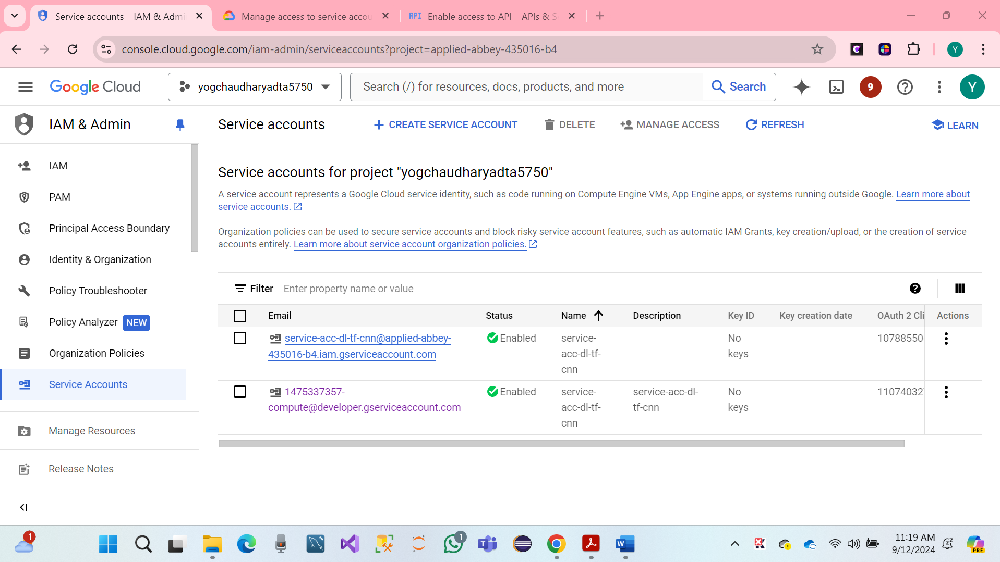 Service accounts – IAM & Admi
Manage access to service accou
API Enable access to API – APIs & S
console.cloud.google.com/iam-admin/serviceaccounts?project=applied-abbey-435016-b4
Y
Google Cloud
yogchaudharyadta5750
Search (/) for resources, docs, products, and more
Search
9
Y
IAM & Admin
Service accounts
CREATE SERVICE ACCOUNT
DELETE
MANAGE ACCESS
REFRESH
LEARN
IAM
PAM
Principal Access Boundary
Identity & Organization
Policy Troubleshooter
Policy Analyzer NEW
Organization Policies
Service Accounts
Manage Resources
Release Notes
Service accounts for project "yogchaudharyadta5750"
A service account represents a Google Cloud service identity, such as code running on Compute Engine VMs, App Engine apps, or systems running outside Google. Learn more about
service accounts.
Organization policies can be used to secure service accounts and block risky service account features, such as automatic IAM Grants, key creation/upload, or the creation of service
accounts entirely. Learn more about service account organization policies.
Filter Enter property name or value
Email Status Name Description Key ID Key creation date OAuth 2 Cli Actions
service-acc-dl-tf-cnn@applied-abbey- Enabled service- No 10788550
435016-b4.iam.gserviceaccount.com acc-dl-tf- keys
cnn
1475337357- Enabled service- service-acc-dl- No 11074032
compute@developer.gserviceaccount.com acc-dl-tf- tf-cnn keys
cnn
1
1
PRE
11:19 AM
9/12/2024